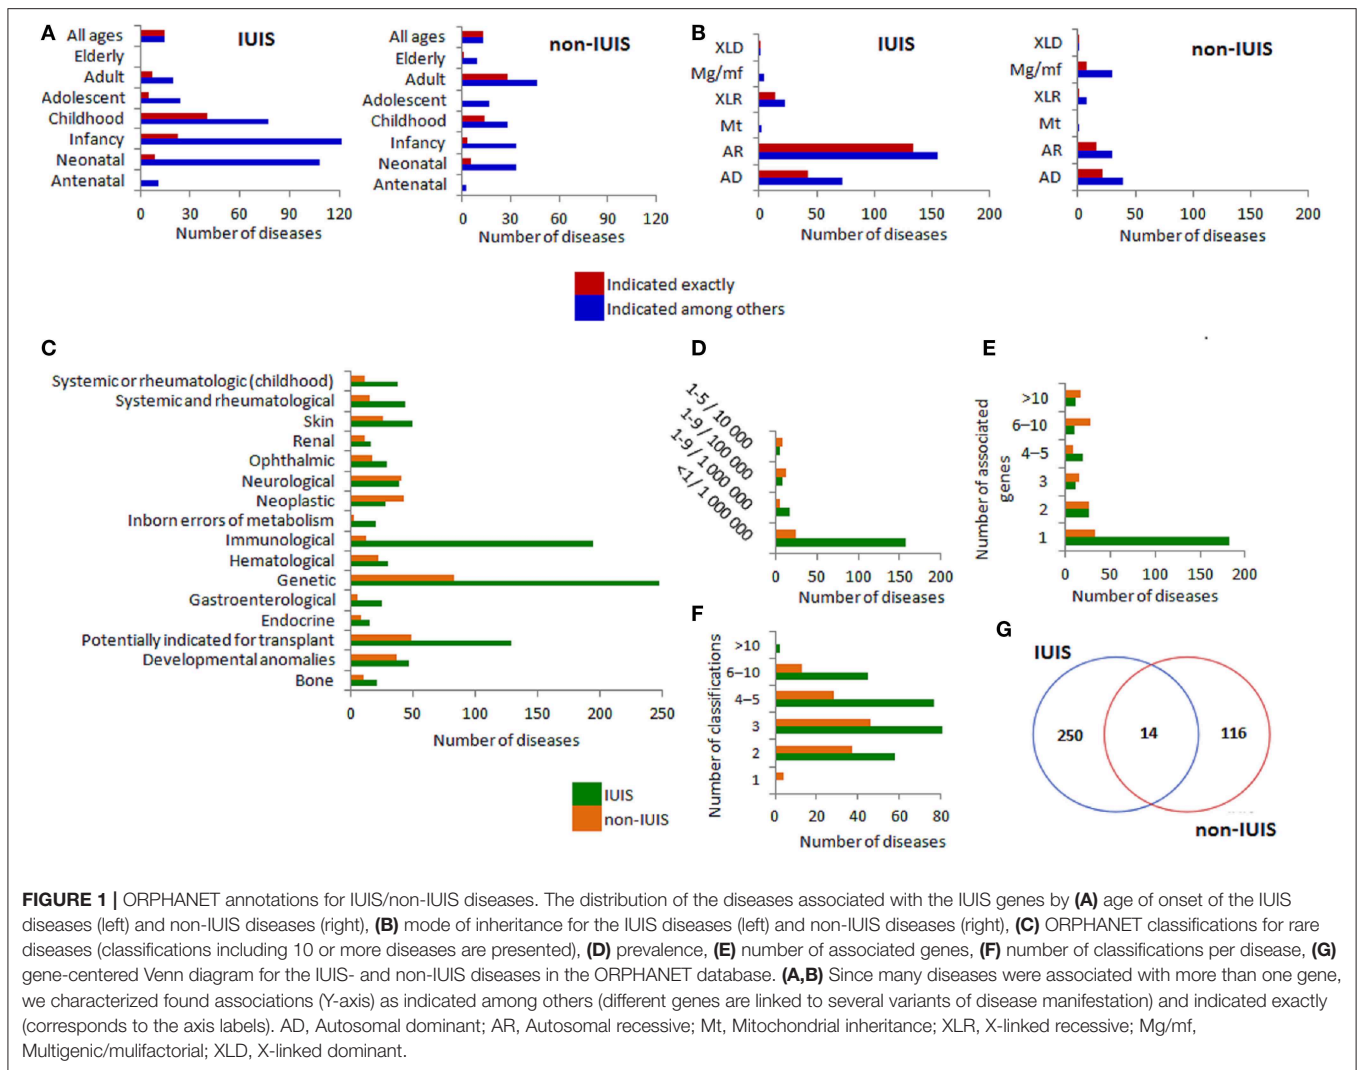 A
IUIS
All ages
Elderly
Adult
Adolescent
Childhood
Infancy
Neonatal
Antenatal
0 30 60 90 120
Number of diseases
non-IUIS
All ages
Elderly
Adult
Adolescent
Childhood
Infancy
Neonatal
Antenatal
0 30 60 90 120
Number of diseases
B
IUIS
XLD
Mg/mf
XLR
Mt
AR
AD
0 50 100 150 200
Number of diseases
non-IUIS
XLD
Mg/mf
XLR
Mt
AR
AD
0 50 100 150 200
Number of diseases
Indicated exactly
Indicated among others
C
Systemic or rheumatologic (childhood)
Systemic and rheumatological
Skin
Renal
Ophthalmic
Neurological
Neoplastic
Inborn errors of metabolism
Immunological
Hematological
Genetic
Gastroenterological
Endocrine
Potentially indicated for transplant
Developmental anomalies
Bone
0 50 100 150 200 250
Number of diseases
IUIS
non-IUIS
D
1-5 / 10 000
1-9 / 100 000
1-9 / 1 000 000
<1 / 1 000 000
0 50 100 150 200
Number of diseases
E
Number of associated
genes
>10
6–10
4–5
3
2
1
0 50 100 150 200
Number of diseases
F
Number of classifications
>10
6–10
4–5
3
2
1
0 20 40 60 80
Number of diseases
G
IUIS
250 14 116
non-IUIS
FIGURE 1 | ORPHANET annotations for IUIS/non-IUIS diseases. The distribution of the diseases associated with the IUIS genes by (A) age of onset of the IUIS
diseases (left) and non-IUIS diseases (right), (B) mode of inheritance for the IUIS diseases (left) and non-IUIS diseases (right), (C) ORPHANET classifications for rare
diseases (classifications including 10 or more diseases are presented), (D) prevalence, (E) number of associated genes, (F) number of classifications per disease, (G)
gene-centered Venn diagram for the IUIS- and non-IUIS diseases in the ORPHANET database. (A,B) Since many diseases were associated with more than one gene,
we characterized found associations (Y-axis) as indicated among others (different genes are linked to several variants of disease manifestation) and indicated exactly
(corresponds to the axis labels). AD, Autosomal dominant; AR, Autosomal recessive; Mt, Mitochondrial inheritance; XLR, X-linked recessive; Mg/mf,
Multigenic/mulifactorial; XLD, X-linked dominant.